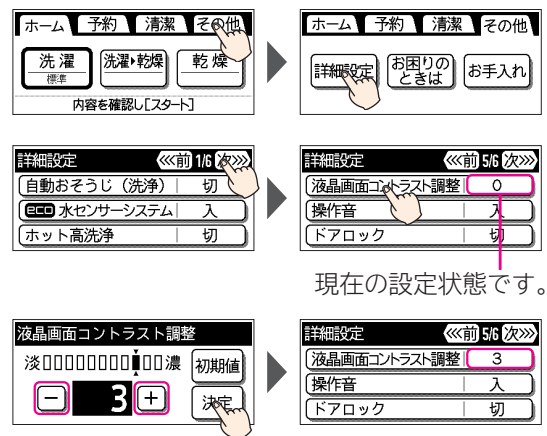 ホーム 予約 清潔 その他
洗濯 標準 洗濯▸乾燥 乾燥
内容を確認し[スタート]
ホーム 予約 清潔 その他
詳細設定 お困りのときは お手入れ
詳細設定 ⋘前 1/6 次⋙
自動おそうじ(洗浄) 切
eco 水センサーシステム 入
ホット高洗浄 切
詳細設定 ⋘前 5/6 次⋙
液晶画面コントラスト調整 0
操作音 入
ドアロック 切
現在の設定状態です。
液晶画面コントラスト調整
淡 濃 初期値
− 3 + 決定
詳細設定 ⋘前 5/6 次⋙
液晶画面コントラスト調整 3
操作音 入
ドアロック 切